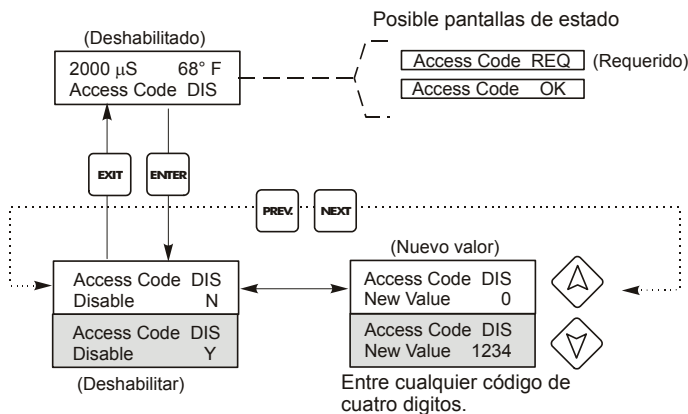 Posible pantallas de estado
(Deshabilitado)
2000 µS 68° F
Access Code DIS
Access Code REQ (Requerido)
Access Code OK
EXIT
ENTER
PREV.
NEXT
Access Code DIS
Disable N
Access Code DIS
Disable Y
(Deshabilitar)
(Nuevo valor)
Access Code DIS
New Value 0
Access Code DIS
New Value 1234
Entre cualquier código de
cuatro digitos.